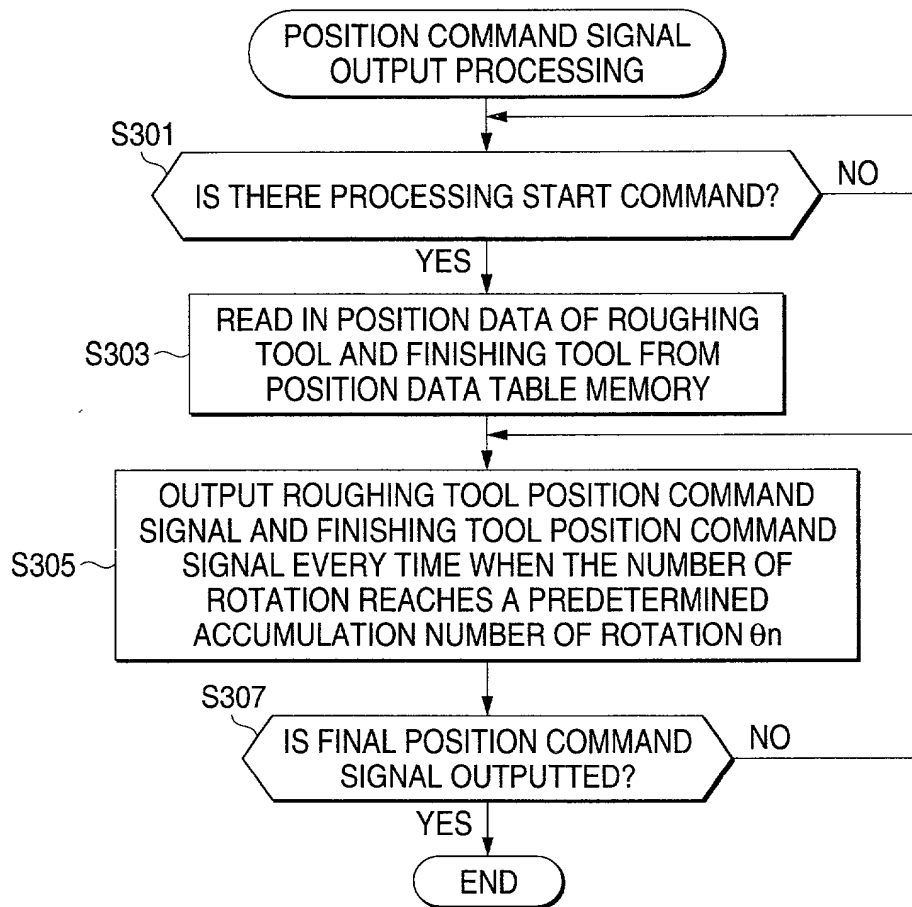 POSITION COMMAND SIGNAL
OUTPUT PROCESSING
S301
IS THERE PROCESSING START COMMAND?
NO
YES
S303
READ IN POSITION DATA OF ROUGHING
TOOL AND FINISHING TOOL FROM
POSITION DATA TABLE MEMORY
S305
OUTPUT ROUGHING TOOL POSITION COMMAND
SIGNAL AND FINISHING TOOL POSITION COMMAND
SIGNAL EVERY TIME WHEN THE NUMBER OF
ROTATION REACHES A PREDETERMINED
ACCUMULATION NUMBER OF ROTATION θn
S307
IS FINAL POSITION COMMAND
SIGNAL OUTPUTTED?
NO
YES
END